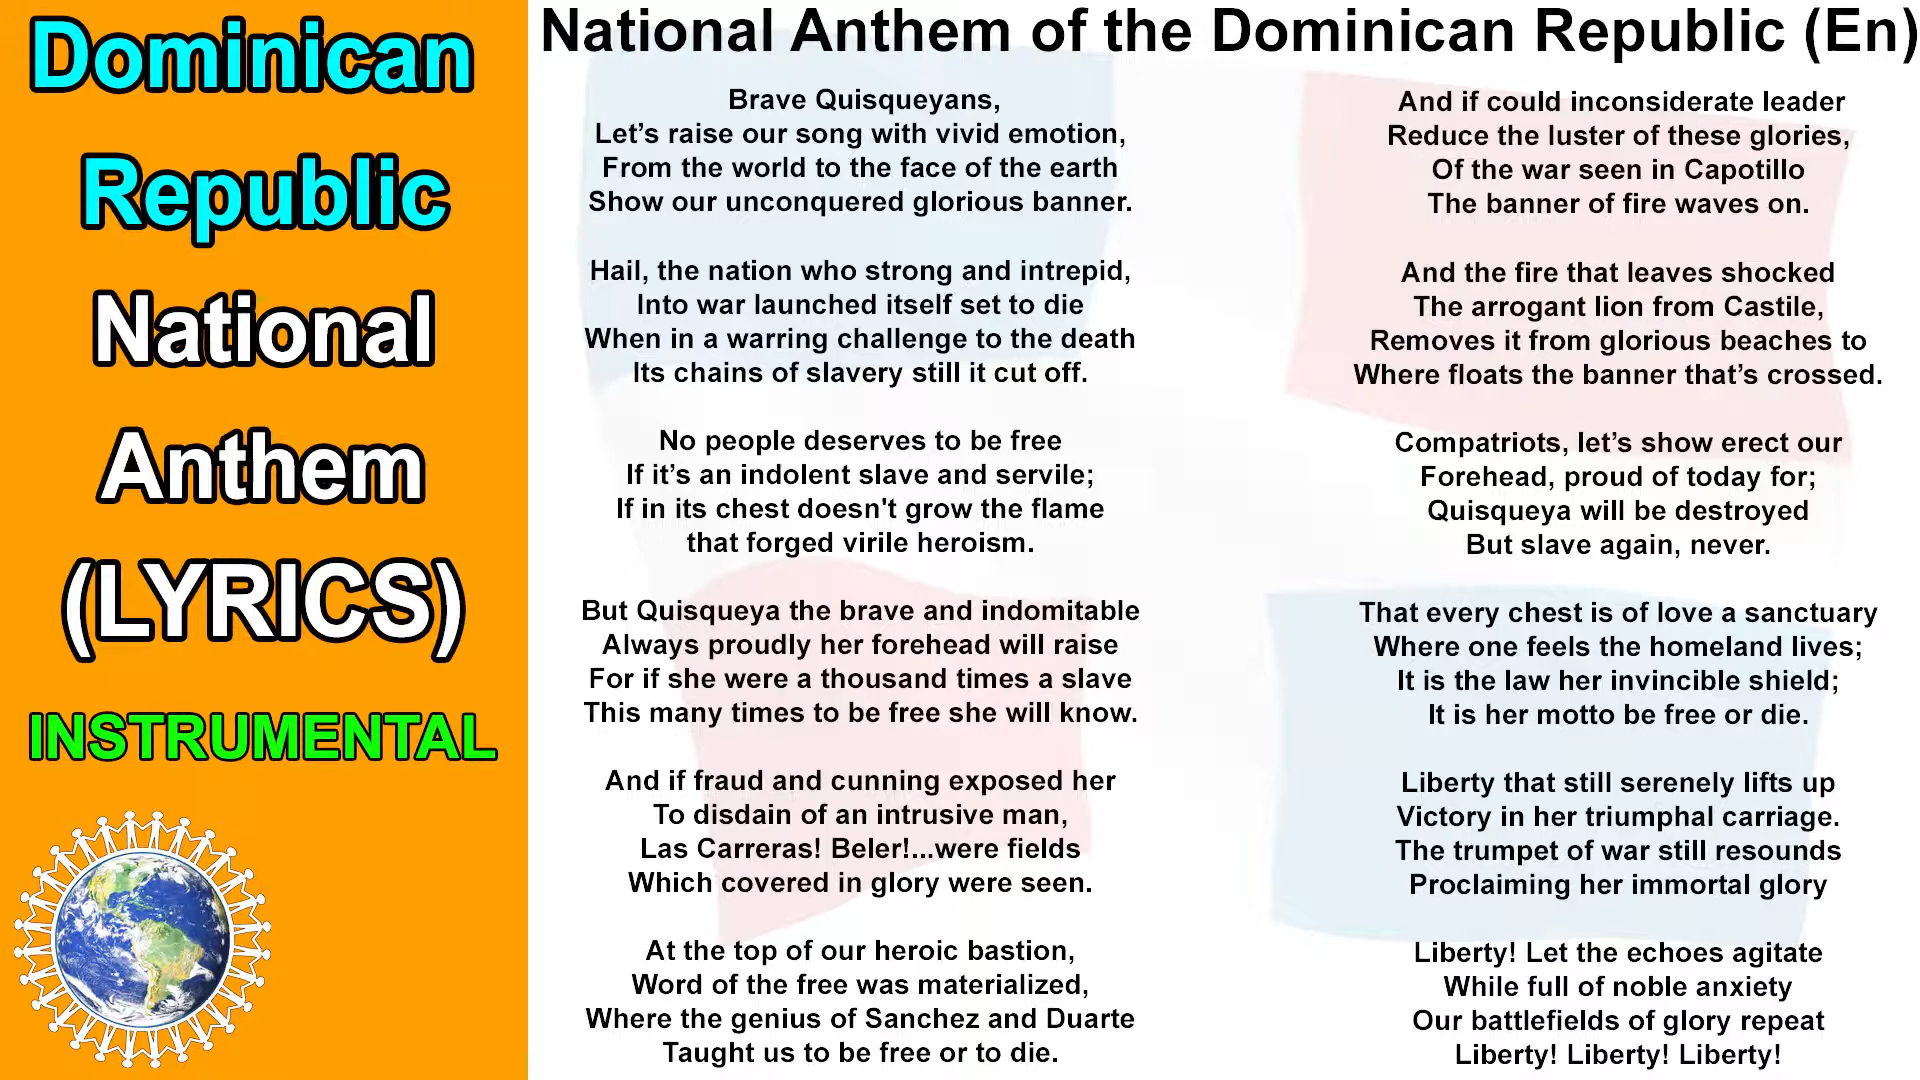 Dominican
Republic
National
Anthem
(LYRICS)
INSTRUMENTAL
National Anthem of the Dominican Republic (En)
Brave Quisqueyans,
Let’s raise our song with vivid emotion,
From the world to the face of the earth
Show our unconquered glorious banner.
Hail, the nation who strong and intrepid,
Into war launched itself set to die
When in a warring challenge to the death
Its chains of slavery still it cut off.
No people deserves to be free
If it’s an indolent slave and servile;
If in its chest doesn't grow the flame
that forged virile heroism.
But Quisqueya the brave and indomitable
Always proudly her forehead will raise
For if she were a thousand times a slave
This many times to be free she will know.
And if fraud and cunning exposed her
To disdain of an intrusive man,
Las Carreras! Beler!...were fields
Which covered in glory were seen.
At the top of our heroic bastion,
Word of the free was materialized,
Where the genius of Sanchez and Duarte
Taught us to be free or to die.
And if could inconsiderate leader
Reduce the luster of these glories,
Of the war seen in Capotillo
The banner of fire waves on.
And the fire that leaves shocked
The arrogant lion from Castile,
Removes it from glorious beaches to
Where floats the banner that’s crossed.
Compatriots, let’s show erect our
Forehead, proud of today for;
Quisqueya will be destroyed
But slave again, never.
That every chest is of love a sanctuary
Where one feels the homeland lives;
It is the law her invincible shield;
It is her motto be free or die.
Liberty that still serenely lifts up
Victory in her triumphal carriage.
The trumpet of war still resounds
Proclaiming her immortal glory
Liberty! Let the echoes agitate
While full of noble anxiety
Our battlefields of glory repeat
Liberty! Liberty! Liberty!